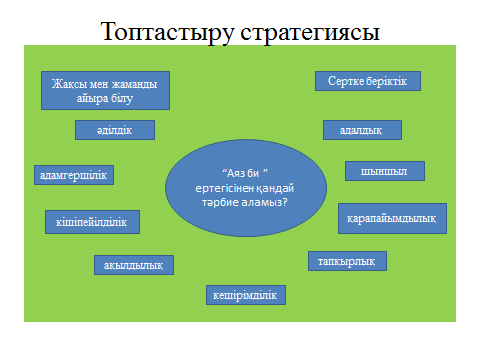 Топтастыру стратегиясы
Жақсы мен жаманды
айыра білу
Сертке беріктік
әділдік
адалдық
"Аяз би "
ертегісінен қандай
тәрбие аламыз?
адамгершілік
шыншыл
кішіпейілділік
қарапайымдылық
ақылдылық
тапқырлық
кешірімділік